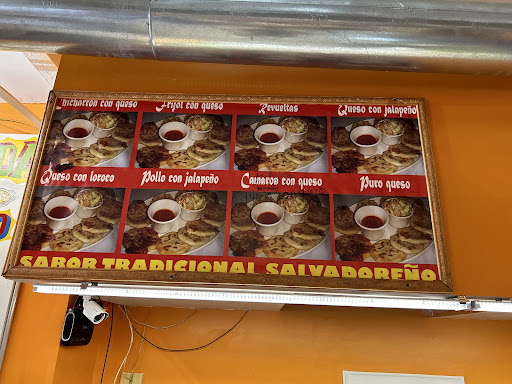 Chicharron con queso Frijol con queso Revueltas Queso con jalapeño
Queso con loroco Pollo con jalapeño Camaron con queso Puro queso
SABOR TRADICIONAL SALVADOREÑO